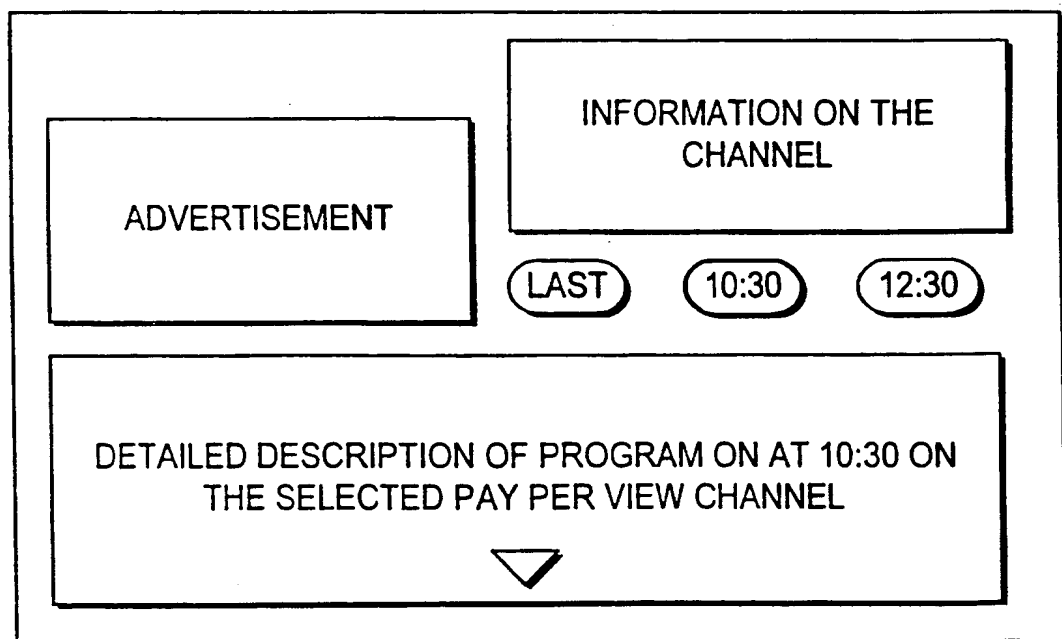 INFORMATION ON THE
CHANNEL
ADVERTISEMENT
LAST
10:30
12:30
DETAILED DESCRIPTION OF PROGRAM ON AT 10:30 ON
THE SELECTED PAY PER VIEW CHANNEL